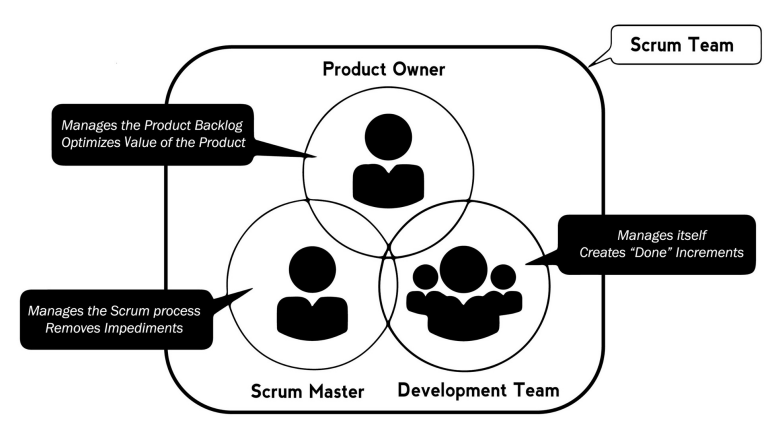 Scrum Team
Product Owner
Manages the Product Backlog
Optimizes Value of the Product
Manages itself
Creates “Done” Increments
Manages the Scrum process
Removes Impediments
Scrum Master
Development Team